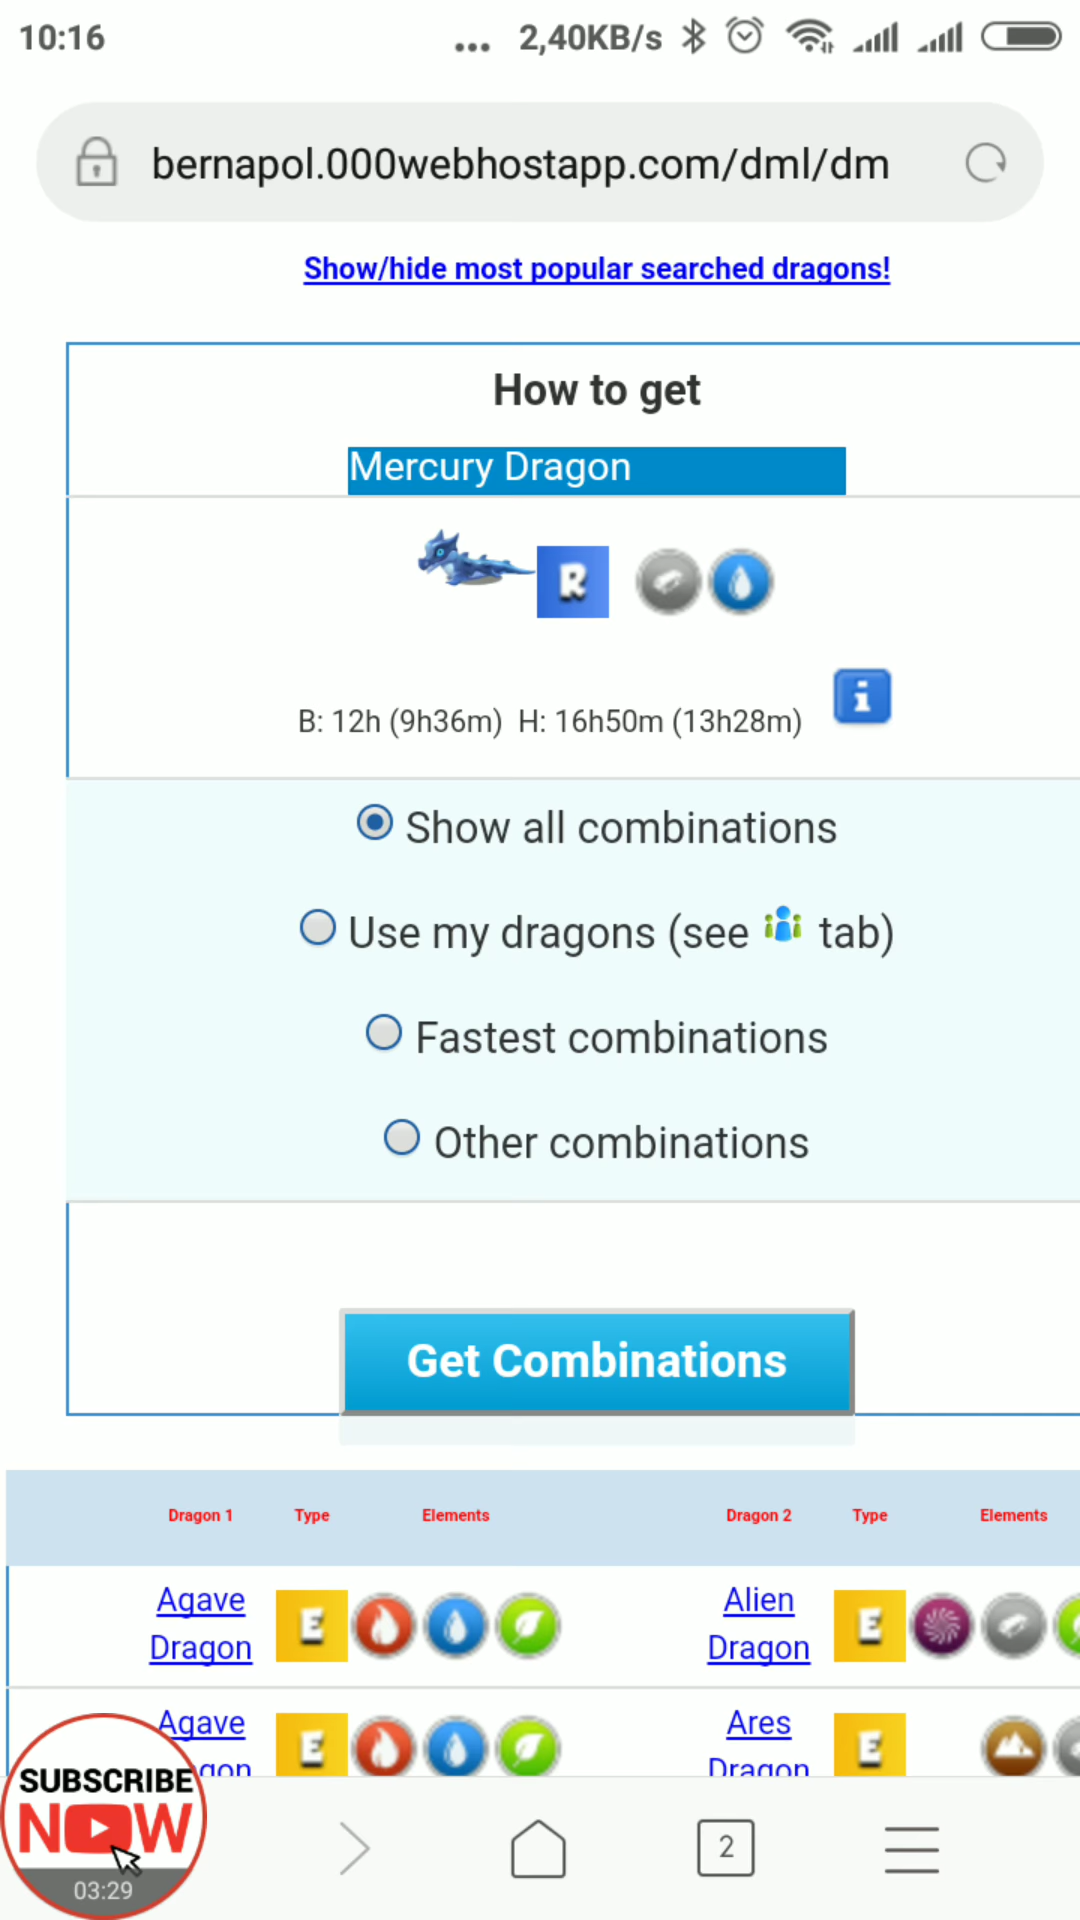 10:16 ... 2,40KB/s
bernapol.000webhostapp.com/dml/dm
Show/hide most popular searched dragons!
How to get
Mercury Dragon
R
B: 12h (9h36m) H: 16h50m (13h28m) i
Show all combinations
Use my dragons (see tab)
Fastest combinations
Other combinations
Get Combinations
Dragon 1 Type Elements Dragon 2 Type Elements
Agave E Alien E
Dragon Dragon
Agave E Ares E
Dragon
SUBSCRIBE
NOW
03:29
2